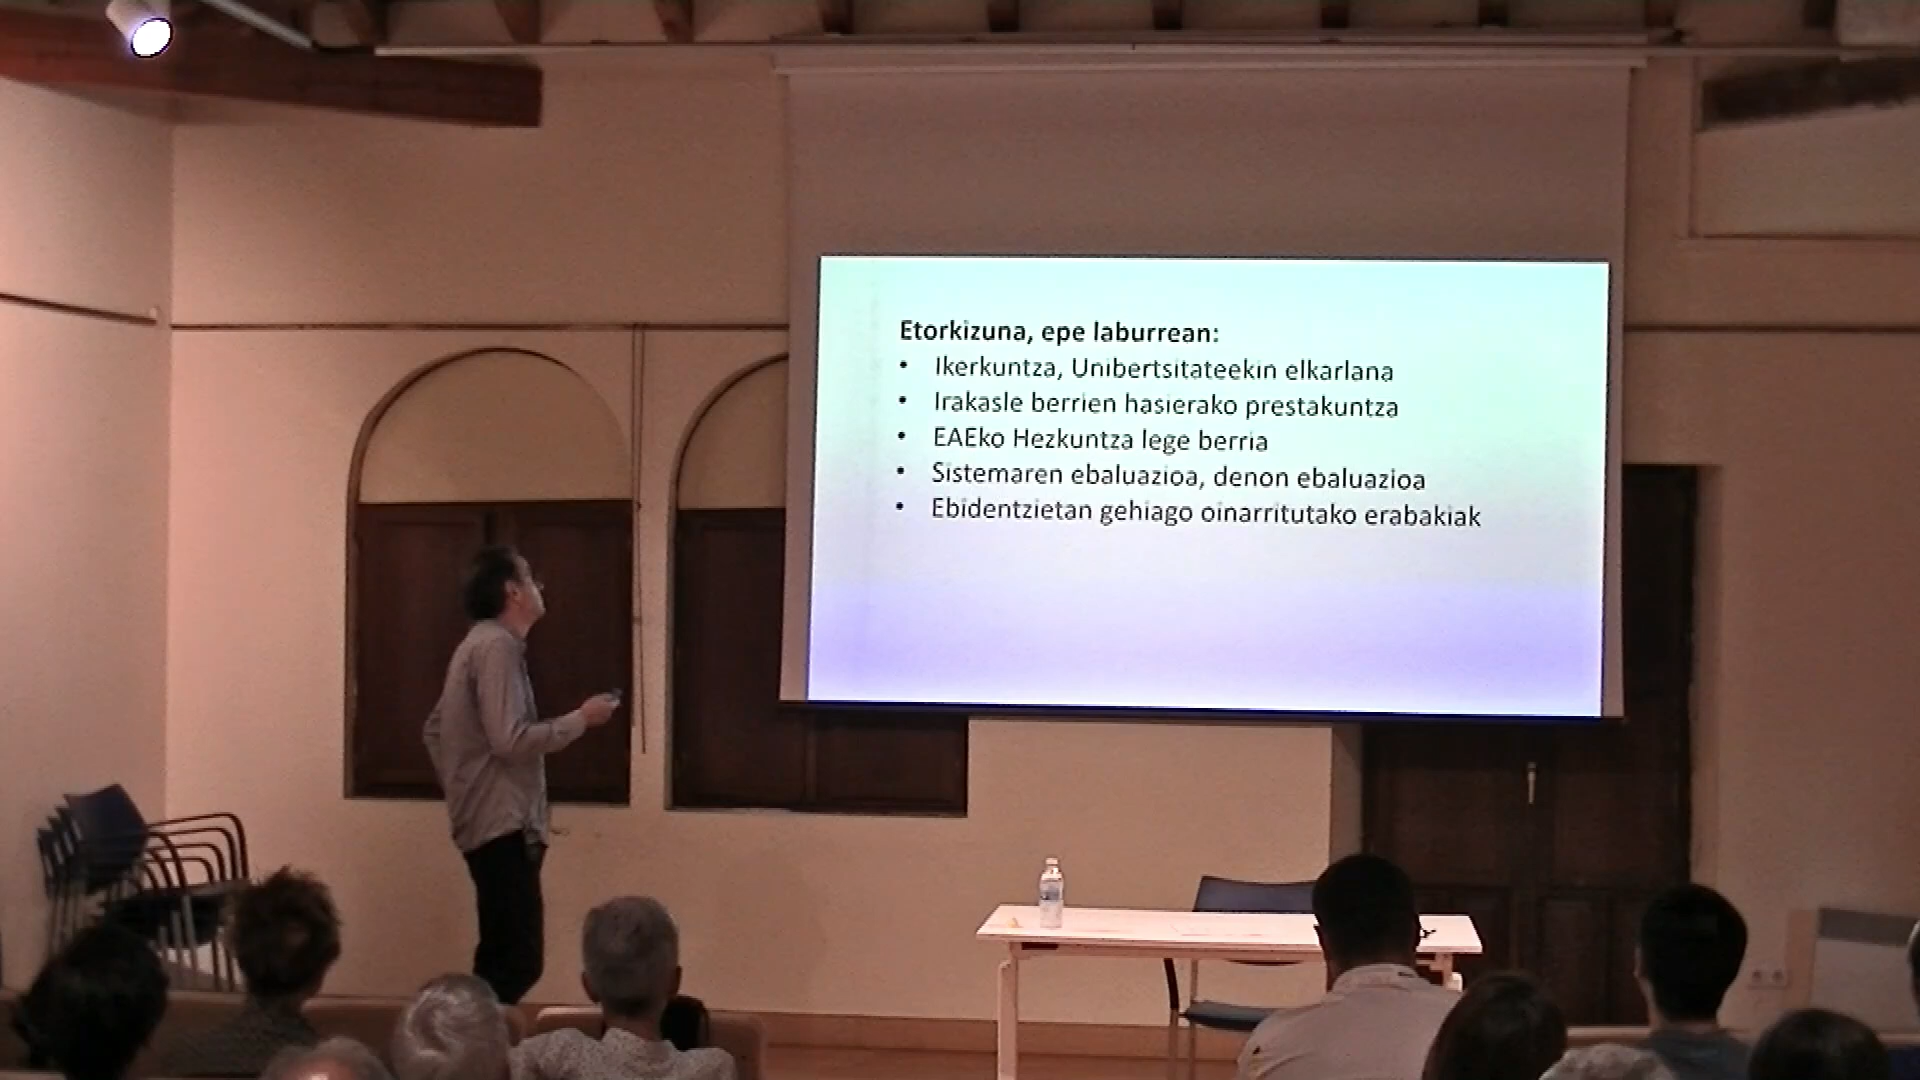 Etorkizuna, epe laburrean:
• Ikerkuntza, Unibertsitateekin elkarlana
• Irakasle berrien hasierako prestakuntza
• EAEko Hezkuntza lege berria
• Sistemaren ebaluazioa, denon ebaluazioa
• Ebidentzietan gehiago oinarritutako erabakiak